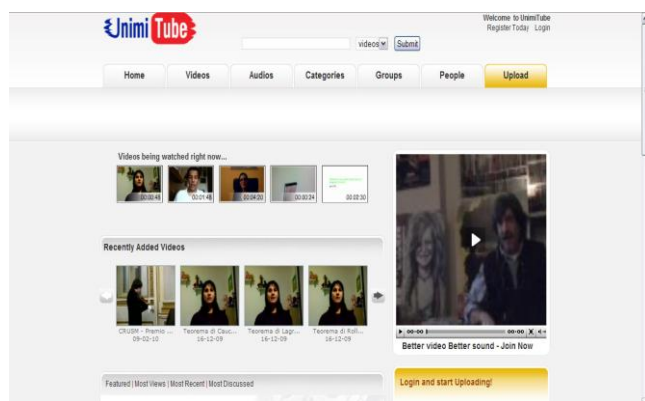 Unimi Tube
Welcome to UnimiTube
Register Today Login
videos Submit
Home Videos Audios Categories Groups People Upload
Videos being watched right now...
00:00:48 00:01:48 00:04:20 00:00:24 00:02:30
Recently Added Videos
CRUSM - Premio ... Teorema di Cauc... Teorema di Lagr... Teorema di Roll...
09-02-10 16-12-09 16-12-09 16-12-09
00:00 00:00
Better video Better sound - Join Now
Featured | Most Views | Most Recent | Most Discussed
Login and start Uploading!